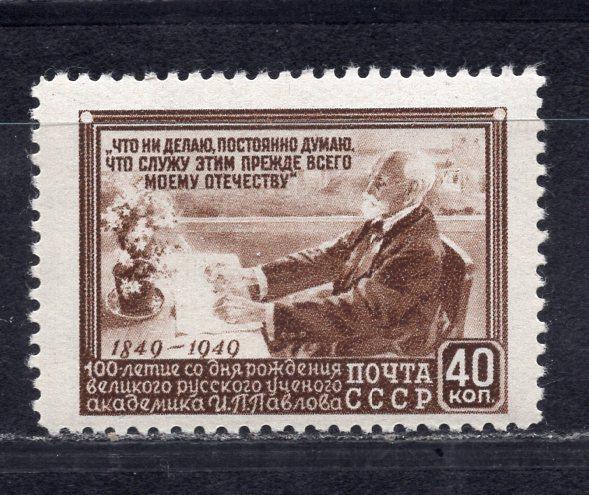 „ЧТО НИ ДЕЛАЮ, ПОСТОЯННО ДУМАЮ,
ЧТО СЛУЖУ ЭТИМ ПРЕЖДЕ ВСЕГО
МОЕМУ ОТЕЧЕСТВУ"
1849-1949
100-летие со дня рождения
великого русского ученого
академика И.П.Павлова
ПОЧТА
СССР
40
КОП.